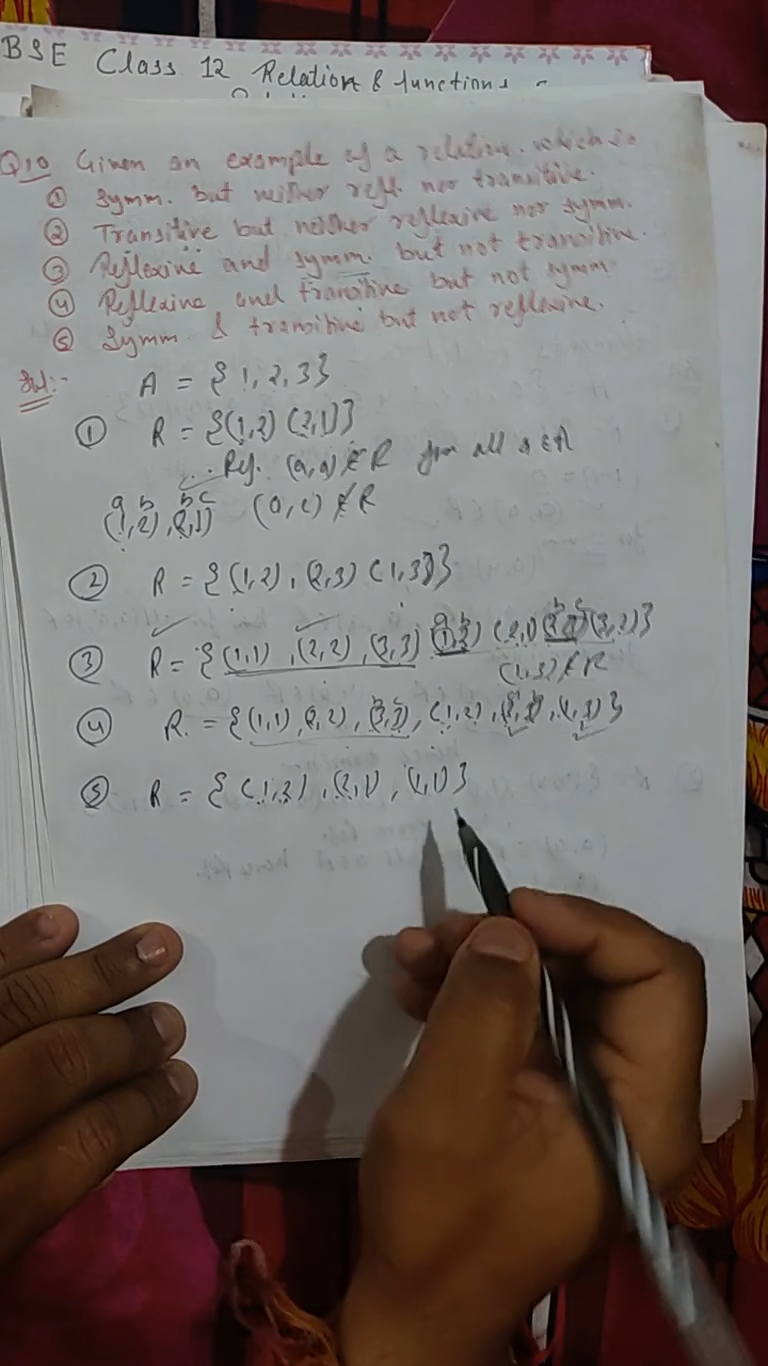 BSE Class 12 Relation & functions
Q10 Given an example of a relation. which is
① Symm. but neither refl. nor transitive.
② Transitive but neither reflexive nor symm.
③ Reflexive and symm. but not transitive.
④ Reflexive and transitive but not symm
⑤ Symm & transitive but not reflexive.
Sol:- A = {1, 2, 3}
① R = {(1,2) (2,1)}
Ref. (a,a) ∉ R for all a ∈ A
a b b c
(1,2), (2,1) (a,c) ∉ R
② R = {(1,2), (2,3) (1,3)}
③ R = {(1,1), (2,2), (3,3) (1,2) (2,1) (2,3) (3,2)}
(1,3) ∉ R
④ R. = {(1,1), (2,2), (3,3), (1,2), (2,3), (1,3)}
⑤ R = {(1,2), (2,1), (1,1)}